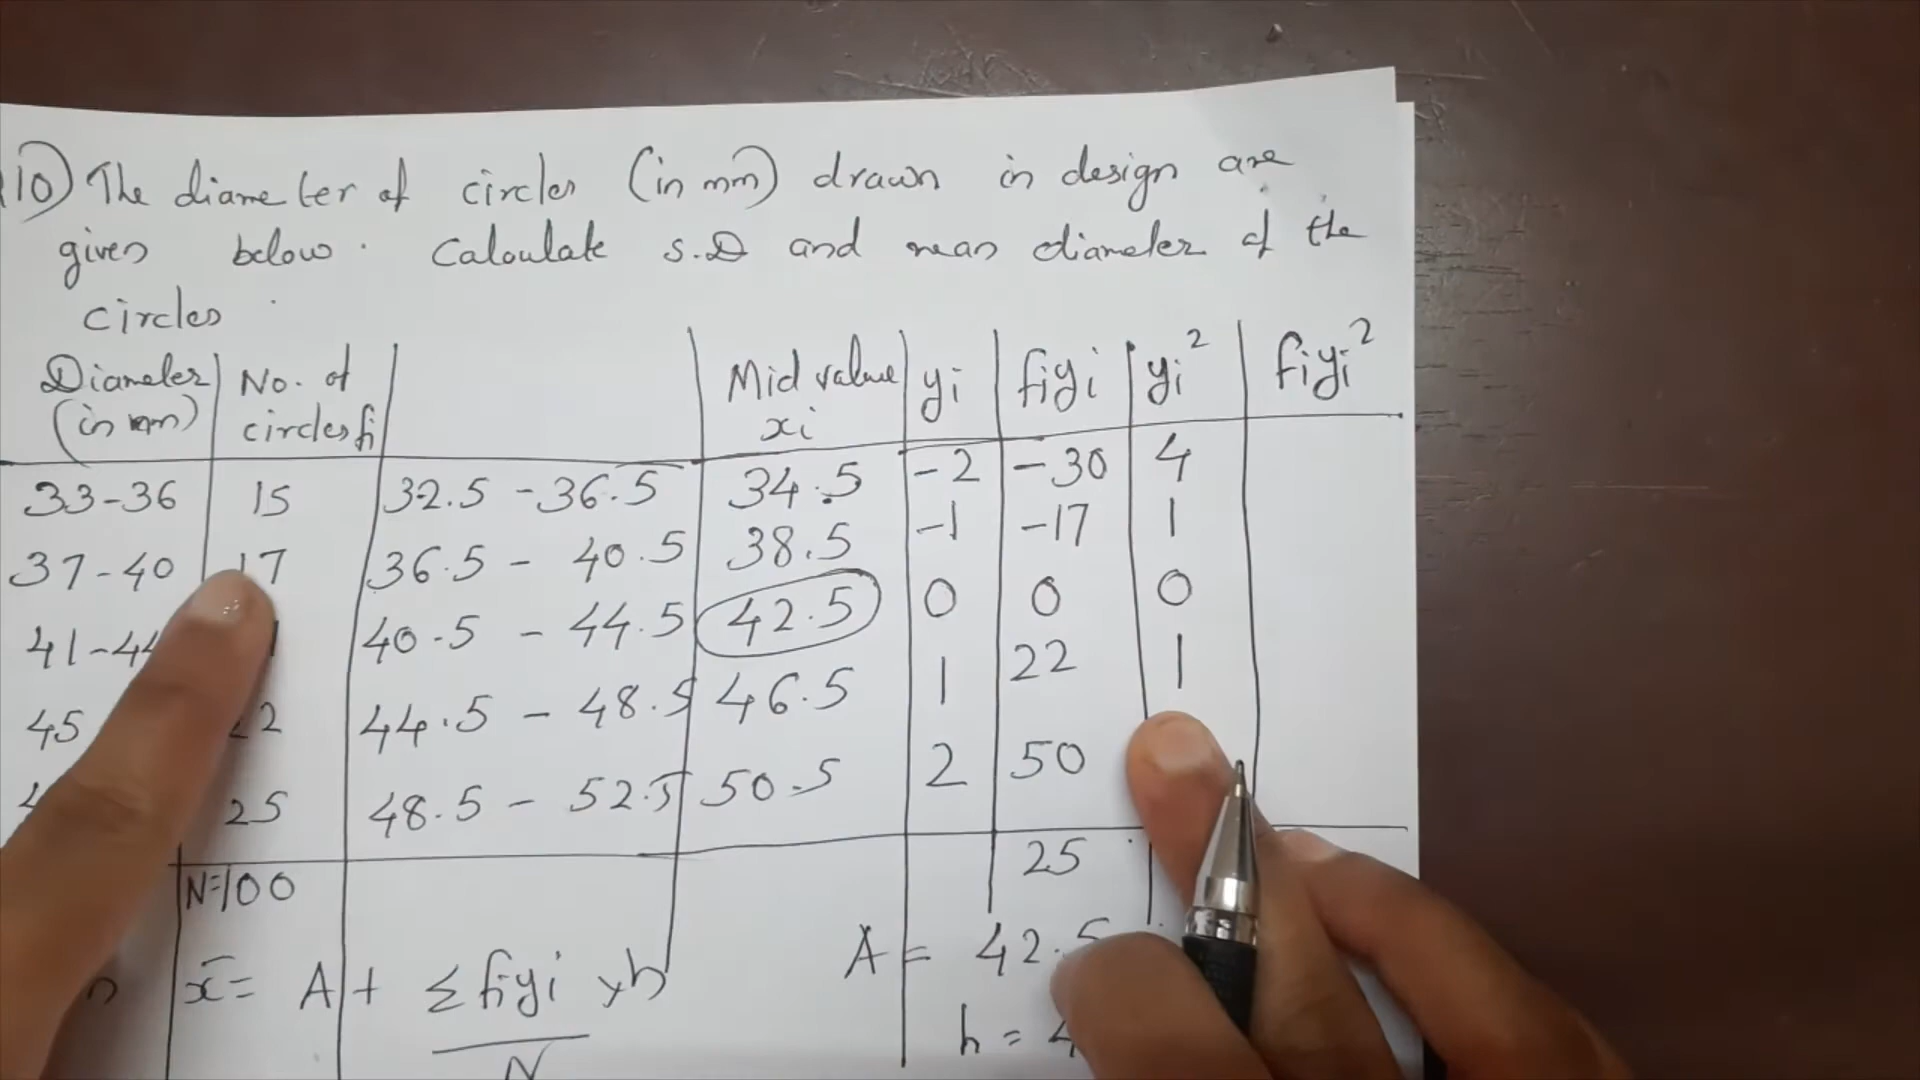 10) The diameter of circles (in mm) drawn in design are
given below. Calculate S.D and mean diameter of the
circles.
Diameter (in mm) No. of circles fi Mid value xi yi fiyi yi² fiyi²
33-36 15 32.5 - 36.5 34.5 -2 -30 4
37-40 17 36.5 - 40.5 38.5 -1 -17 1
41-44 40.5 - 44.5 42.5 0 0 0
45 22 44.5 - 48.5 46.5 1 22 1
25 48.5 - 52.5 50.5 2 50
N=100 25
x̄ = A + Σfiyi/N × h
A = 42.5
h = 4